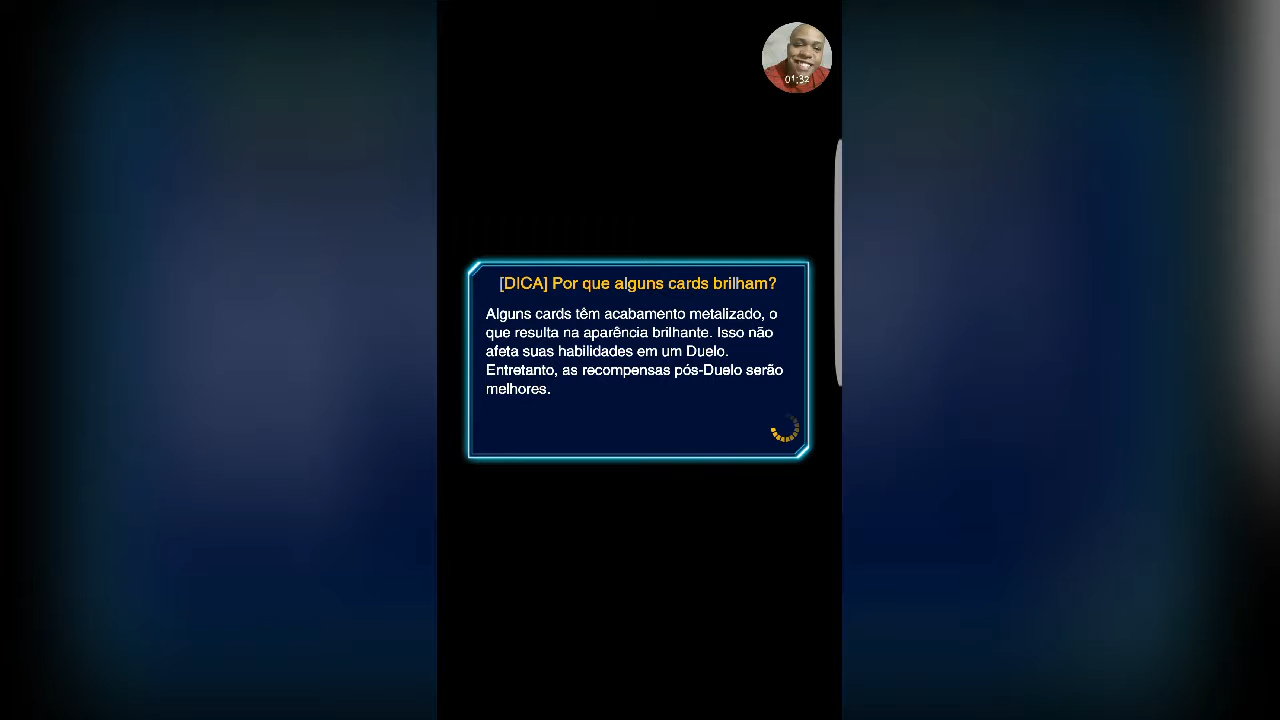 01:32
[DICA] Por que alguns cards brilham?
Alguns cards têm acabamento metalizado, o
que resulta na aparência brilhante. Isso não
afeta suas habilidades em um Duelo.
Entretanto, as recompensas pós-Duelo serão
melhores.